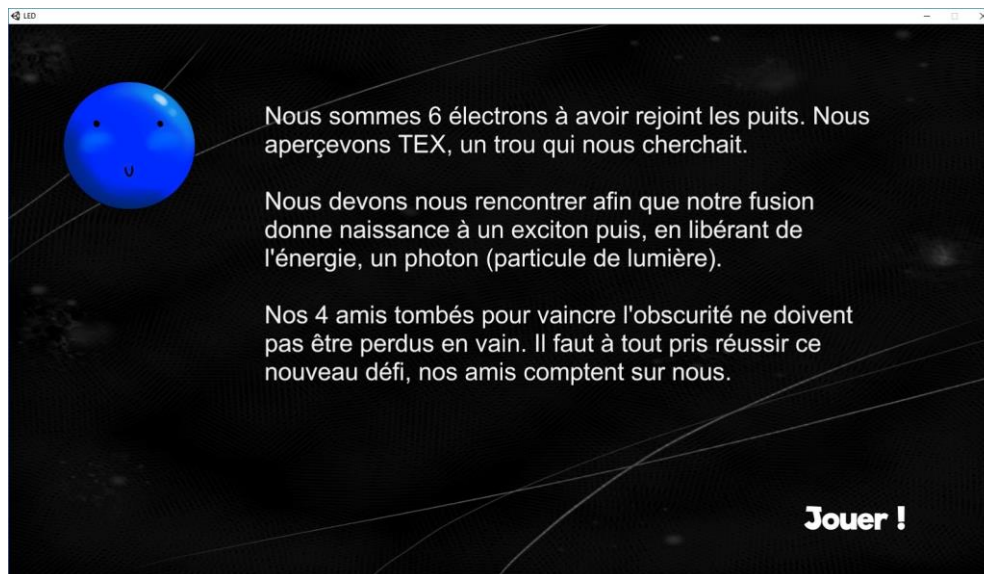 LED
Nous sommes 6 électrons à avoir rejoint les puits. Nous
aperçevons TEX, un trou qui nous cherchait.
Nous devons nous rencontrer afin que notre fusion
donne naissance à un exciton puis, en libérant de
l'énergie, un photon (particule de lumière).
Nos 4 amis tombés pour vaincre l'obscurité ne doivent
pas être perdus en vain. Il faut à tout pris réussir ce
nouveau défi, nos amis comptent sur nous.
Jouer !